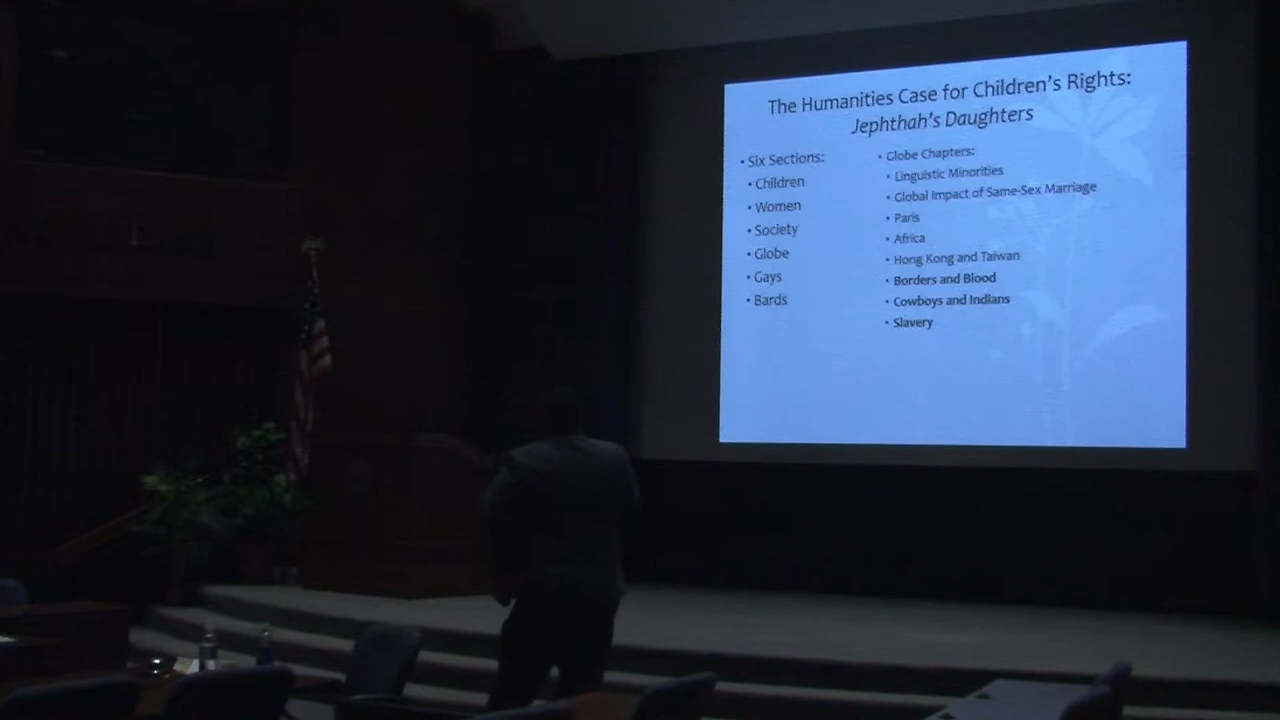 The Humanities Case for Children's Rights:
Jephthah's Daughters
• Six Sections:
• Children
• Women
• Society
• Globe
• Gays
• Bards
• Globe Chapters:
• Linguistic Minorities
• Global Impact of Same-Sex Marriage
• Paris
• Africa
• Hong Kong and Taiwan
• Borders and Blood
• Cowboys and Indians
• Slavery